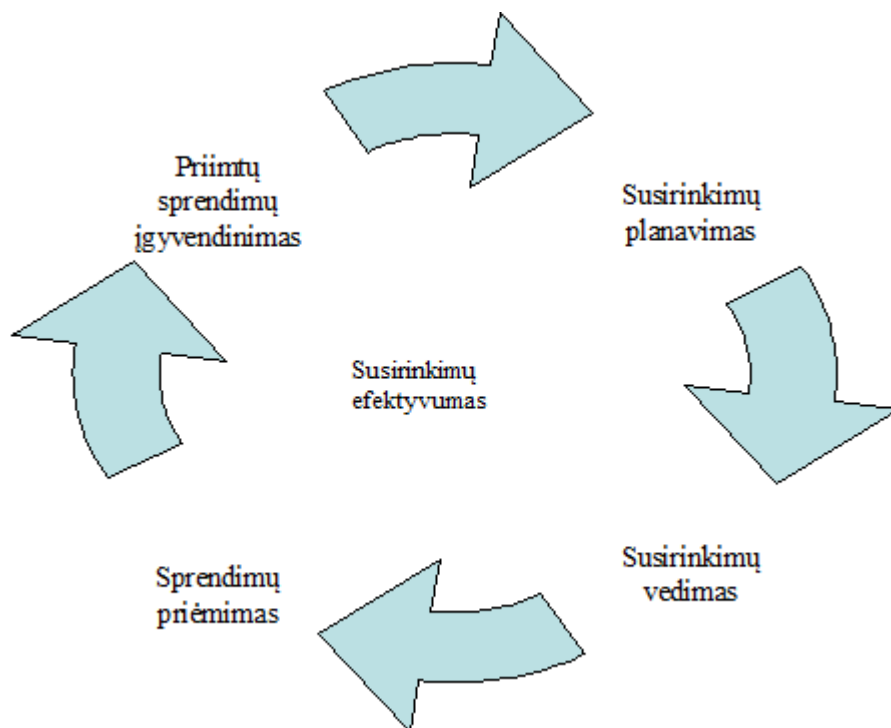 Priimtų
sprendimų
įgyvendinimas
Susirinkimų
planavimas
Susirinkimų
efektyvumas
Sprendimų
priėmimas
Susirinkimų
vedimas